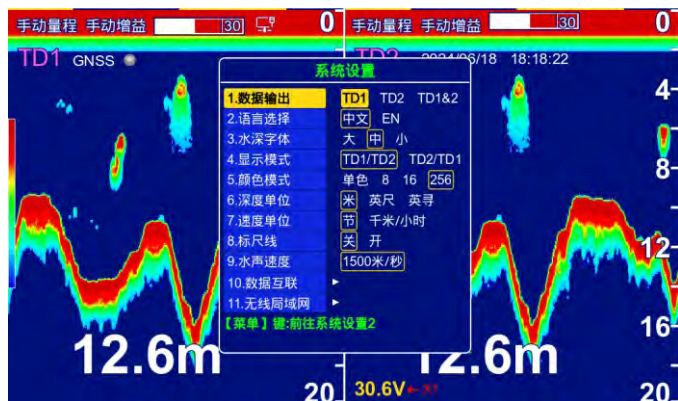 手动量程 手动增益 30 0
手动量程 手动增益 30 0
TD1 GNSS
TD2 2024/06/18 18:18:22
系统设置
1.数据输出 TD1 TD2 TD1&2
2.语言选择 中文 EN
3.水深字体 大 中 小
4.显示模式 TD1/TD2 TD2/TD1
5.颜色模式 单色 8 16 256
6.深度单位 米 英尺 英寻
7.速度单位 节 千米/小时
8.标尺线 关 开
9.水声速度 1500米/秒
10.数据互联 ►
11.无线局域网 ►
【菜单】键:前往系统设置2
4
8
12
16
12.6m
12.6m
20
30.6V ←X1
20